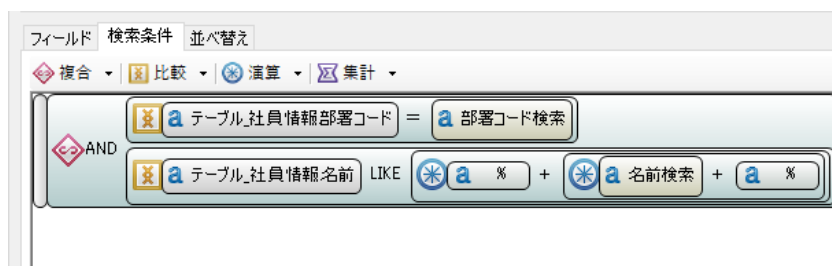 フィールド 検索条件 並べ替え
複合 比較 演算 集計
AND
テーブル_社員情報部署コード = 部署コード検索
テーブル_社員情報.名前 LIKE % + 名前検索 + %